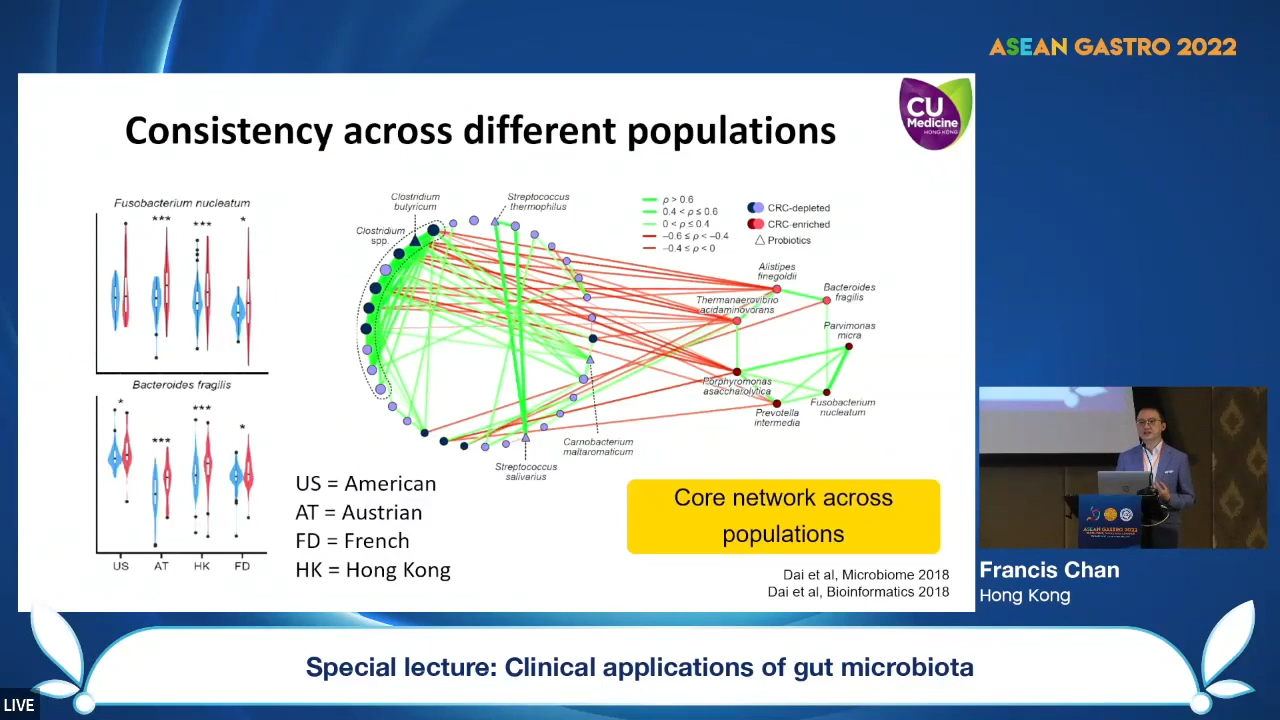 ASEAN GASTRO 2022
CU
Medicine
HONG KONG
Consistency across different populations
Fusobacterium nucleatum
*** *** *
Bacteroides fragilis
* *** *** *
US AT HK FD
Clostridium
butyricum
Streptococcus
thermophilus
Clostridium
spp.
ρ > 0.6
0.4 < ρ ≤ 0.6
0 < ρ ≤ 0.4
−0.6 ≤ ρ < −0.4
−0.4 ≤ ρ < 0
CRC-depleted
CRC-enriched
Probiotics
Alistipes
finegoldii
Thermanaerovibrio
acidaminovorans
Bacteroides
fragilis
Parvimonas
micra
Porphyromonas
asaccharolytica
Prevotella
intermedia
Fusobacterium
nucleatum
Carnobacterium
maltaromaticum
Streptococcus
salivarius
US = American
AT = Austrian
FD = French
HK = Hong Kong
Core network across
populations
Dai et al, Microbiome 2018
Dai et al, Bioinformatics 2018
ASEAN GASTRO 2022
Francis Chan
Hong Kong
Special lecture: Clinical applications of gut microbiota
LIVE